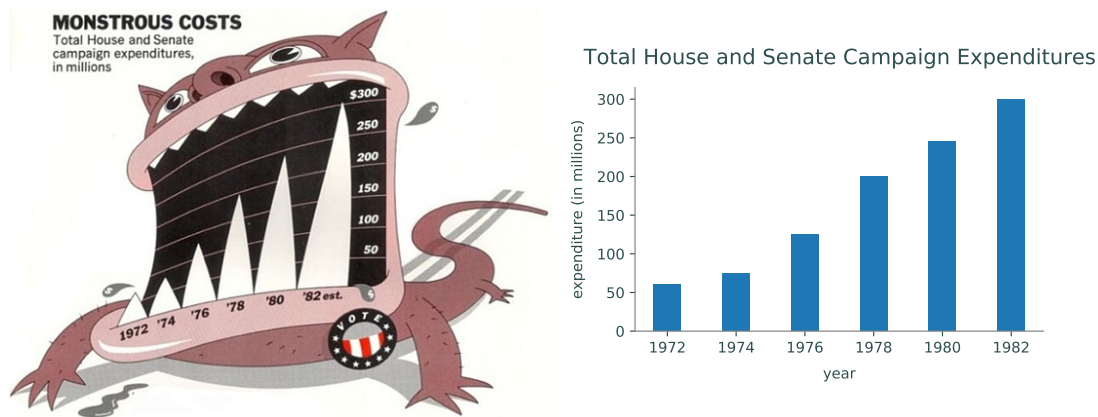 MONSTROUS COSTS
Total House and Senate
campaign expenditures,
in millions
$300
250
200
150
100
50
1972 '74 '76 '78 '80 '82 est.
VOTE
$
$
$
Total House and Senate Campaign Expenditures
expenditure (in millions)
300
250
200
150
100
50
0
1972 1974 1976 1978 1980 1982
year